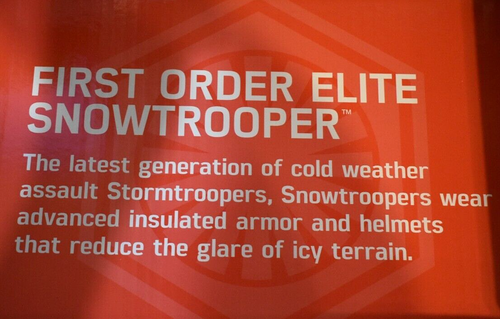 FIRST ORDER ELITE
SNOWTROOPER™
The latest generation of cold weather
assault Stormtroopers, Snowtroopers wear
advanced insulated armor and helmets
that reduce the glare of icy terrain.